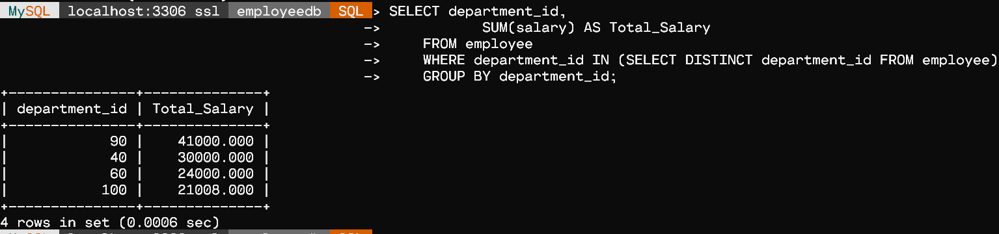 MySQL localhost:3306 ssl employeedb SQL > SELECT department_id,
-> SUM(salary) AS Total_Salary
-> FROM employee
-> WHERE department_id IN (SELECT DISTINCT department_id FROM employee)
-> GROUP BY department_id;
+---------------+--------------+
| department_id | Total_Salary |
+---------------+--------------+
| 90 | 41000.000 |
| 40 | 30000.000 |
| 60 | 24000.000 |
| 100 | 21008.000 |
+---------------+--------------+
4 rows in set (0.0006 sec)